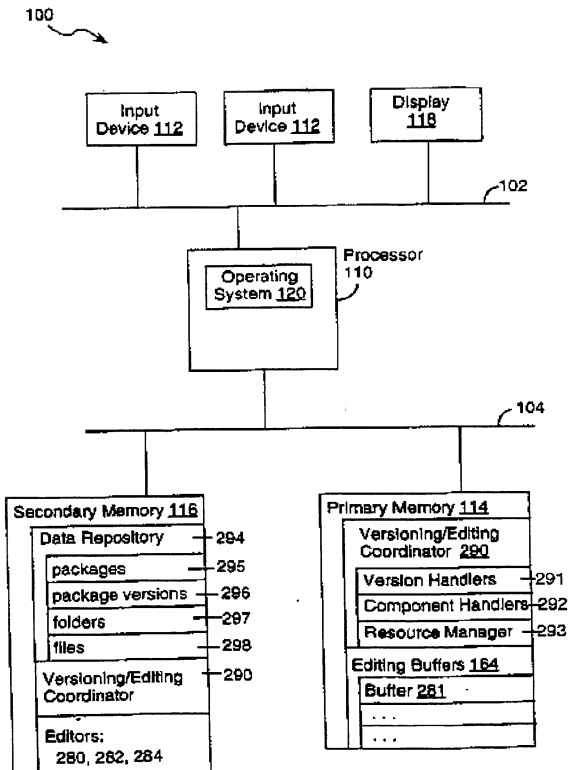 100
Input
Device 112
Input
Device 112
Display
118
102
Processor
110
Operating
System 120
104
Secondary Memory 116
Data Repository
294
packages
295
package versions
296
folders
297
files
298
Versioning/Editing
Coordinator
290
Editors:
280, 282, 284
Primary Memory 114
Versioning/Editing
Coordinator 290
Version Handlers
291
Component Handlers
292
Resource Manager
293
Editing Buffers 164
Buffer 281
. . .
. . .